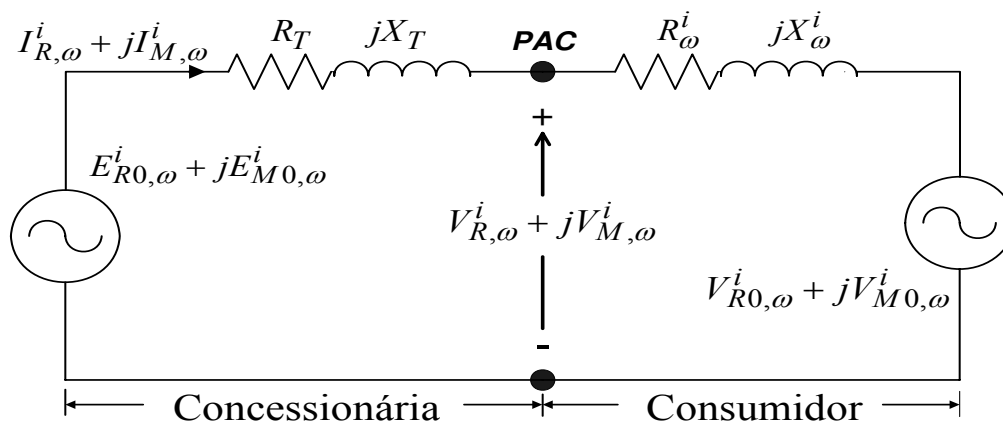 I^i_{R,ω} + jI^i_{M,ω}
R_T
jX_T
PAC
R^i_ω
jX^i_ω
+
E^i_{R0,ω} + jE^i_{M0,ω}
V^i_{R,ω} + jV^i_{M,ω}
V^i_{R0,ω} + jV^i_{M0,ω}
-
Concessionária
Consumidor